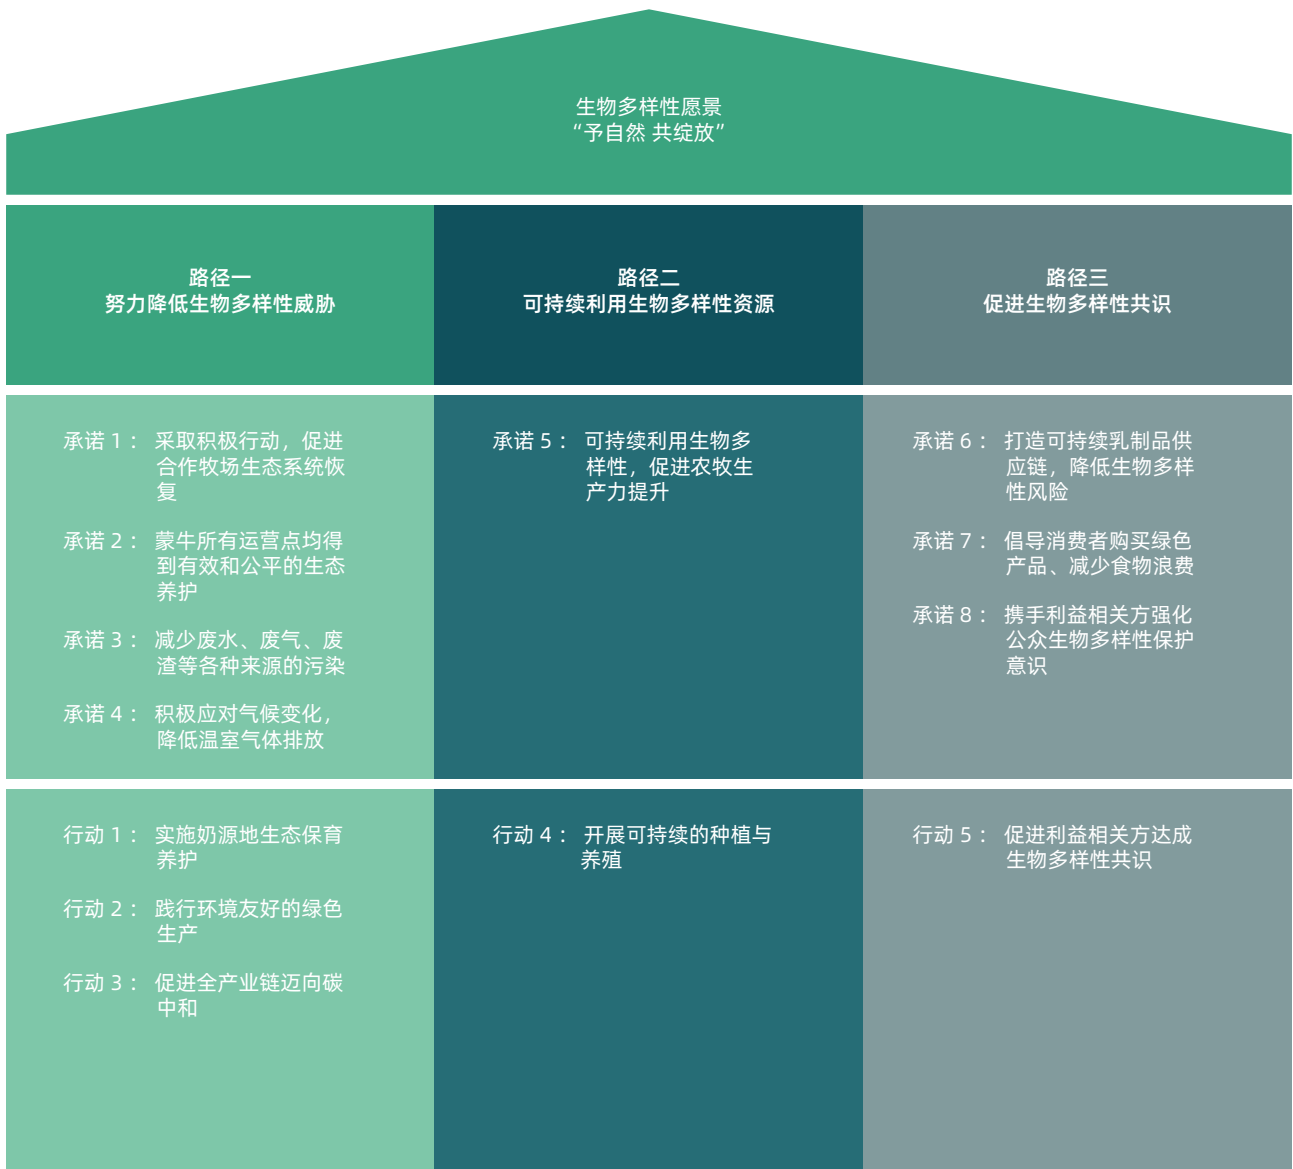 生物多样性愿景
“予自然 共绽放”
路径一
努力降低生物多样性威胁
路径二
可持续利用生物多样性资源
路径三
促进生物多样性共识
承诺 1： 采取积极行动，促进
合作牧场生态系统恢
复
承诺 2： 蒙牛所有运营点均得
到有效和公平的生态
养护
承诺 3： 减少废水、废气、废
渣等各种来源的污染
承诺 4： 积极应对气候变化，
降低温室气体排放
承诺 5： 可持续利用生物多
样性，促进农牧生
产力提升
承诺 6： 打造可持续乳制品供
应链，降低生物多样
性风险
承诺 7： 倡导消费者购买绿色
产品、减少食物浪费
承诺 8： 携手利益相关方强化
公众生物多样性保护
意识
行动 1： 实施奶源地生态保育
养护
行动 2： 践行环境友好的绿色
生产
行动 3： 促进全产业链迈向碳
中和
行动 4： 开展可持续的种植与
养殖
行动 5： 促进利益相关方达成
生物多样性共识